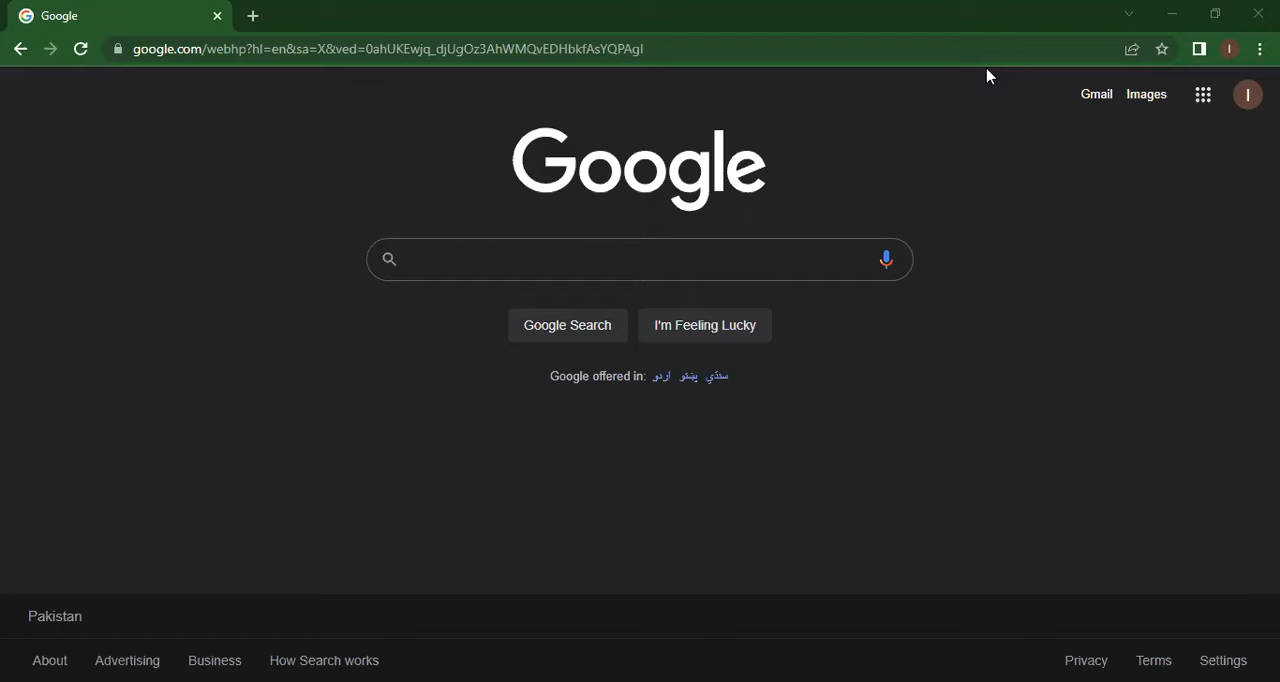 Google
google.com/webhp?hl=en&sa=X&ved=0ahUKEwjq_djUgOz3AhWMQvEDHbkfAsYQPAgI
I
Gmail Images I
Google
Google Search I'm Feeling Lucky
Google offered in: اردو پښتو سنڌي
Pakistan
About Advertising Business How Search works Privacy Terms Settings